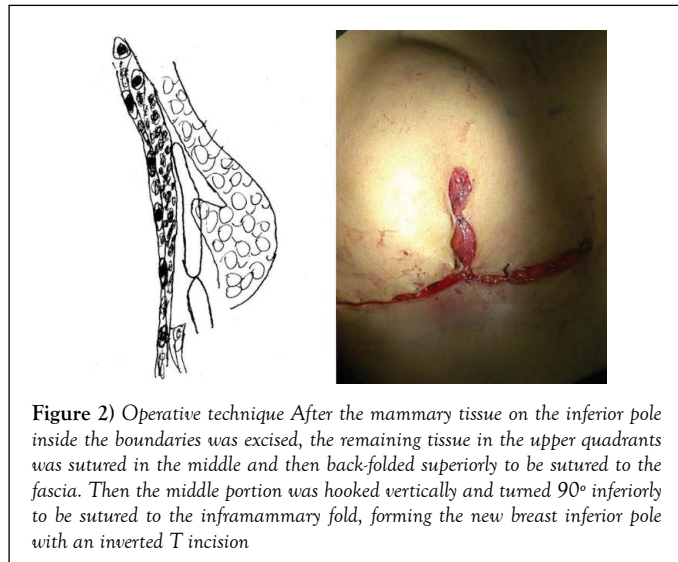 Figure 2) Operative technique After the mammary tissue on the inferior pole
inside the boundaries was excised, the remaining tissue in the upper quadrants
was sutured in the middle and then back-folded superiorly to be sutured to the
fascia. Then the middle portion was hooked vertically and turned 90º inferiorly
to be sutured to the inframammary fold, forming the new breast inferior pole
with an inverted T incision